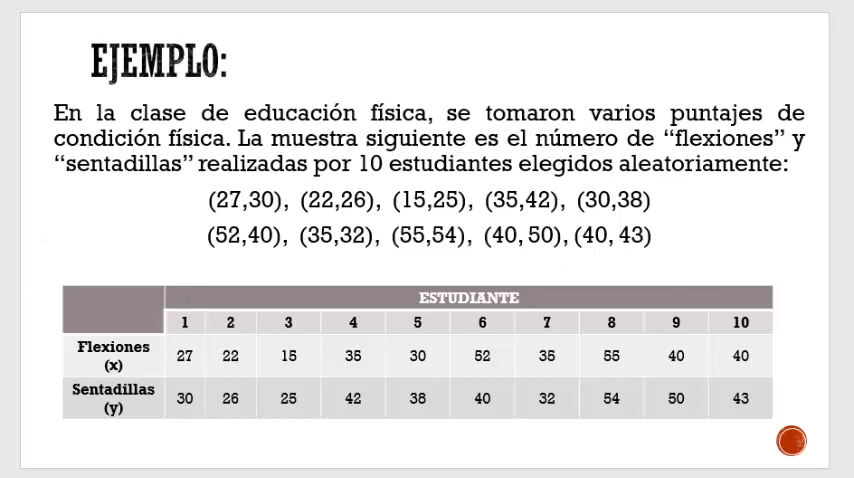 EJEMPLO:
En la clase de educación física, se tomaron varios puntajes de
condición física. La muestra siguiente es el número de “flexiones” y
“sentadillas” realizadas por 10 estudiantes elegidos aleatoriamente:
(27,30), (22,26), (15,25), (35,42), (30,38)
(52,40), (35,32), (55,54), (40, 50), (40, 43)
ESTUDIANTE
1 2 3 4 5 6 7 8 9 10
Flexiones
(x) 27 22 15 35 30 52 35 55 40 40
Sentadillas
(y) 30 26 25 42 38 40 32 54 50 43